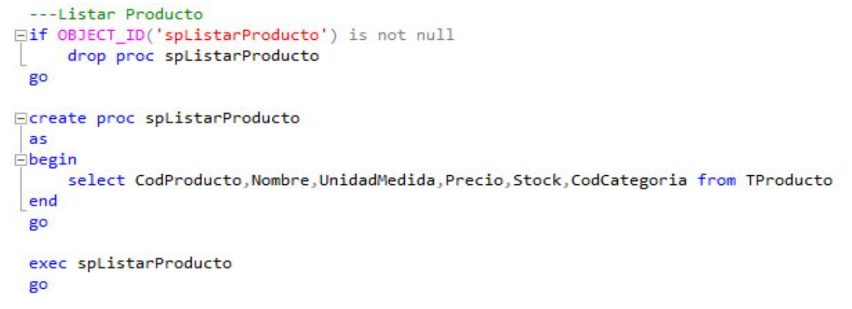 ---Listar Producto
if OBJECT_ID('spListarProducto') is not null
drop proc spListarProducto
go
create proc spListarProducto
as
begin
select CodProducto,Nombre,UnidadMedida,Precio,Stock,CodCategoria from TProducto
end
go
exec spListarProducto
go